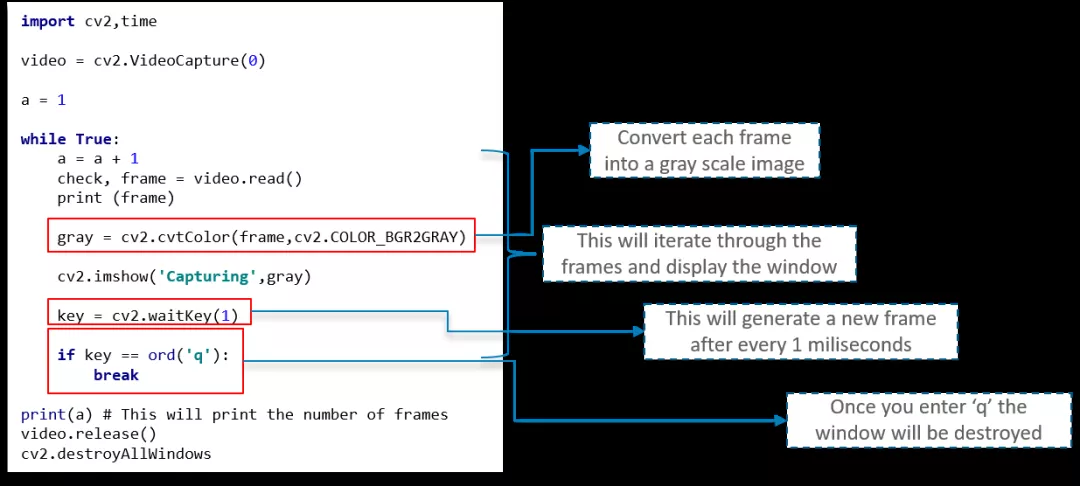 import cv2,time
video = cv2.VideoCapture(0)
a = 1
while True:
    a = a + 1
    check, frame = video.read()
    print (frame)
    gray = cv2.cvtColor(frame,cv2.COLOR_BGR2GRAY)
    cv2.imshow('Capturing',gray)
    key = cv2.waitKey(1)
    if key == ord('q'):
        break
print(a) # This will print the number of frames
video.release()
cv2.destroyAllWindows
Convert each frame
into a gray scale image
This will iterate through the
frames and display the window
This will generate a new frame
after every 1 miliseconds
Once you enter ‘q’ the
window will be destroyed